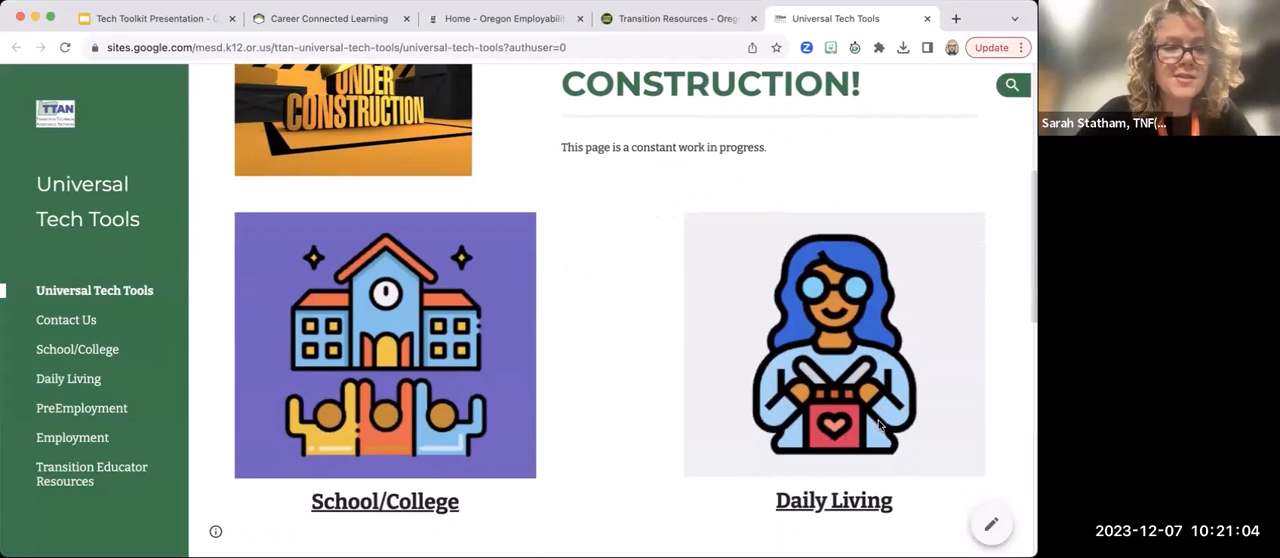 Tech Toolkit Presentation - G
Career Connected Learning
Home - Oregon Employabilit
Transition Resources - Oreg
Universal Tech Tools
sites.google.com/mesd.k12.or.us/ttan-universal-tech-tools/universal-tech-tools?authuser=0
Update
TTAN
Universal
Tech Tools
Universal Tech Tools
Contact Us
School/College
Daily Living
PreEmployment
Employment
Transition Educator
Resources
UNDER
CONSTRUCTION
CONSTRUCTION!
This page is a constant work in progress.
School/College
Daily Living
Sarah Statham, TNF(...
2023-12-07 10:21:04